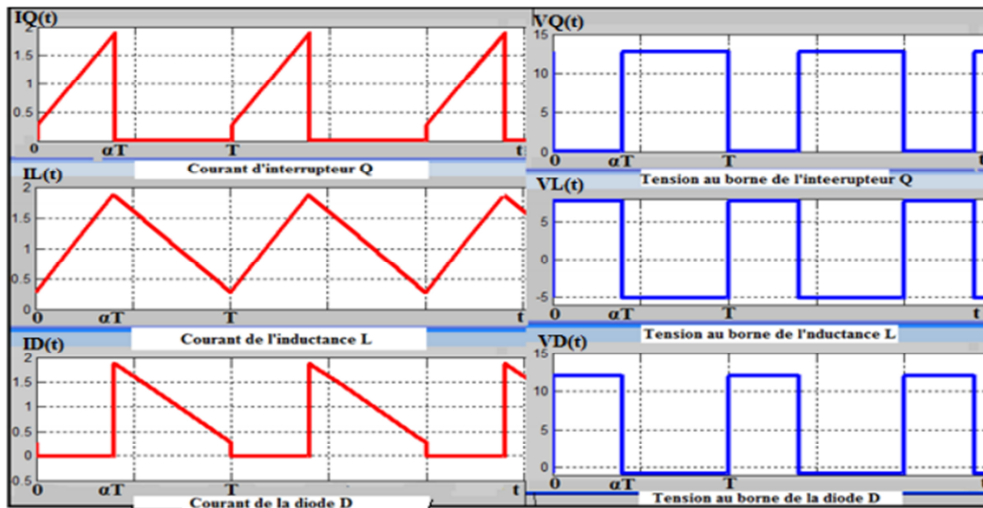 IQ(t)
2
1.5
1
0.5
0 αT T t
Courant d'interrupteur Q
IL(t)
2
1.5
1
0.5
0
0 αT T t
Courant de l'inductance L
ID(t)
2
1.5
1
0.5
0
0.5
0 αT T t
Courant de la diode D
VQ(t)
15
10
5
0
0 αT T t
Tension au borne de l'inteerupteur Q
VL(t)
5
0
-5
0 αT T t
Tension au borne de l'nductance L
VD(t)
15
10
5
0
0 αT T t
Tension au borne de la diode D